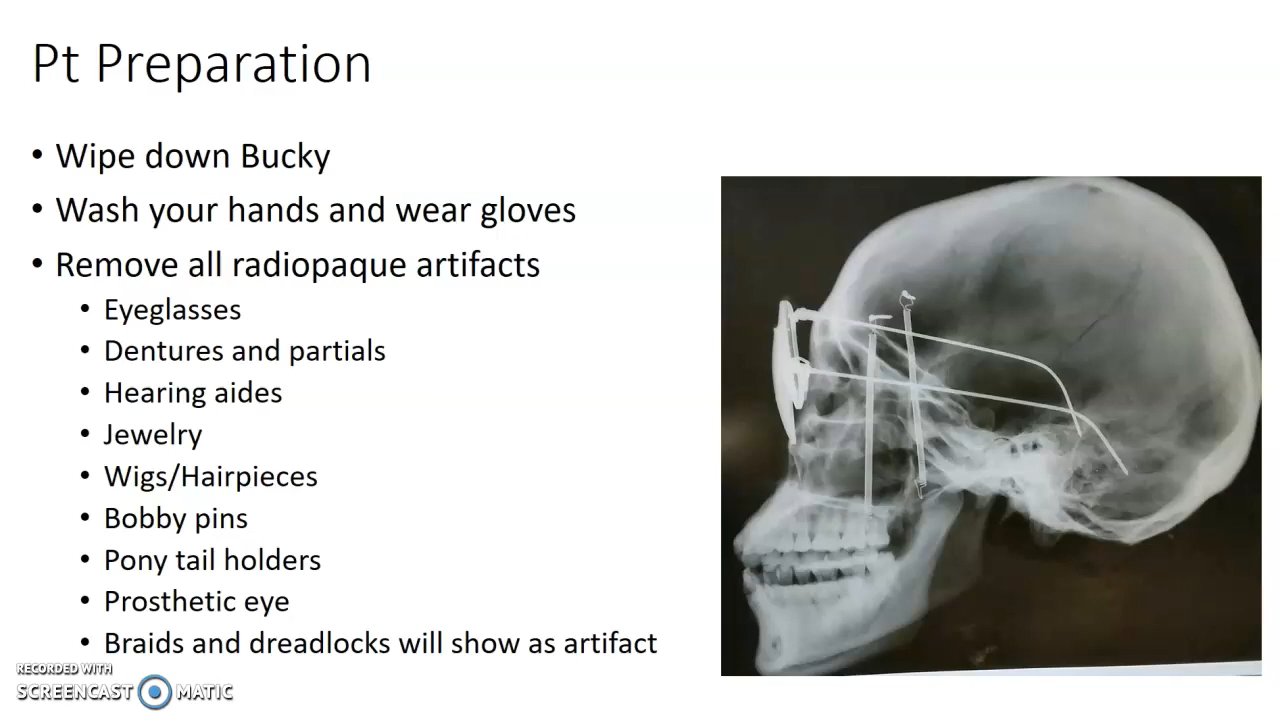 Pt Preparation
• Wipe down Bucky
• Wash your hands and wear gloves
• Remove all radiopaque artifacts
• Eyeglasses
• Dentures and partials
• Hearing aides
• Jewelry
• Wigs/Hairpieces
• Bobby pins
• Pony tail holders
• Prosthetic eye
• Braids and dreadlocks will show as artifact
RECORDED WITH
SCREENCAST MATIC